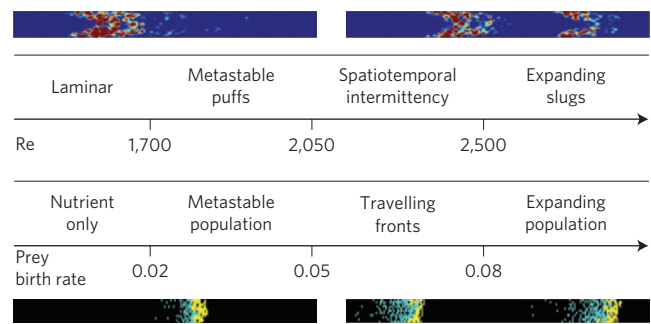 Laminar
Metastable
puffs
Spatiotemporal
intermittency
Expanding
slugs
Re
1,700
2,050
2,500
Nutrient
only
Metastable
population
Travelling
fronts
Expanding
population
Prey
birth rate
0.02
0.05
0.08